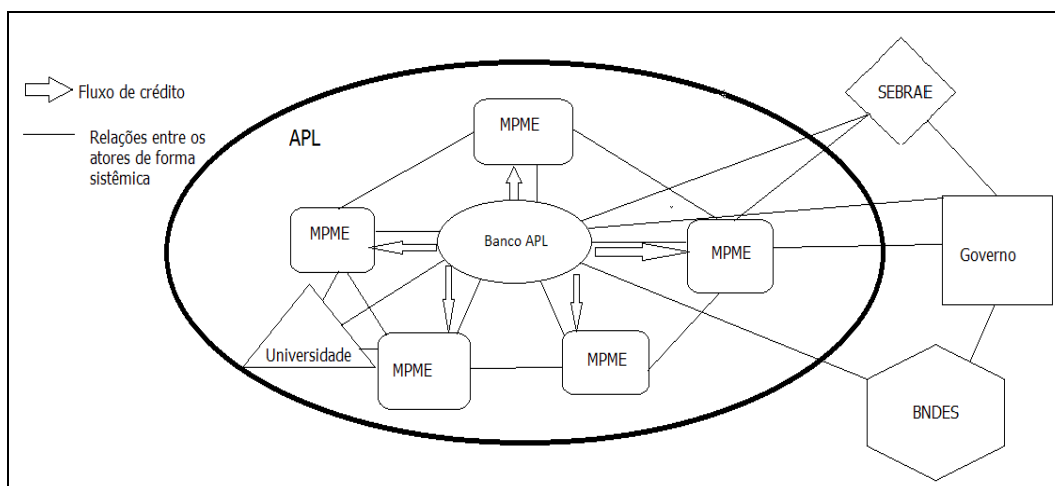 Fluxo de crédito
Relações entre os
atores de forma
sistêmica
APL
MPME
SEBRAE
MPME
Banco APL
MPME
Governo
Universidade
MPME
MPME
BNDES